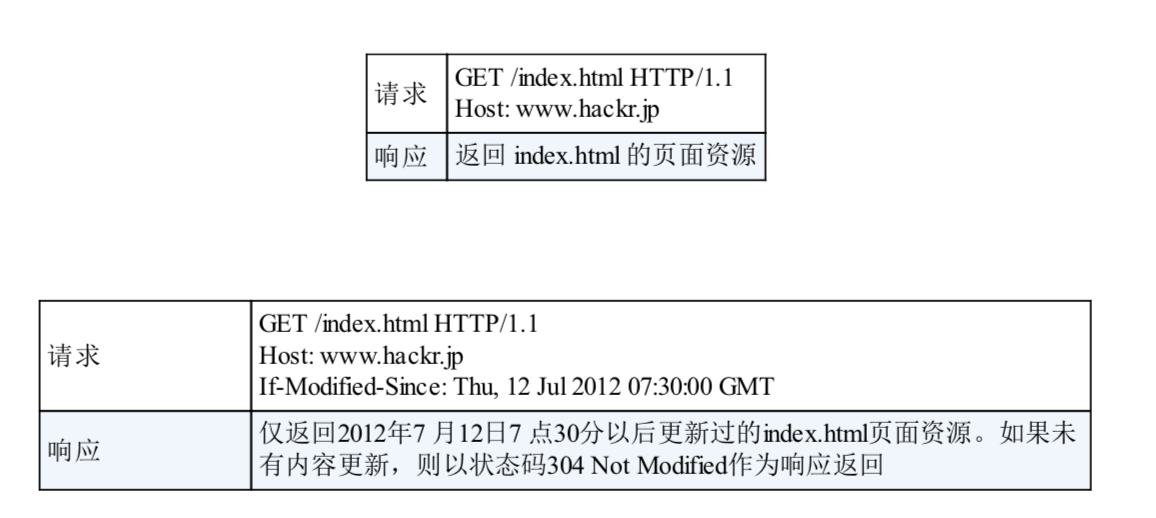 请求
GET /index.html HTTP/1.1
Host: www.hackr.jp
响应
返回 index.html 的页面资源
请求
GET /index.html HTTP/1.1
Host: www.hackr.jp
If-Modified-Since: Thu, 12 Jul 2012 07:30:00 GMT
响应
仅返回2012年7 月12日7 点30分以后更新过的index.html页面资源。如果未
有内容更新，则以状态码304 Not Modified作为响应返回